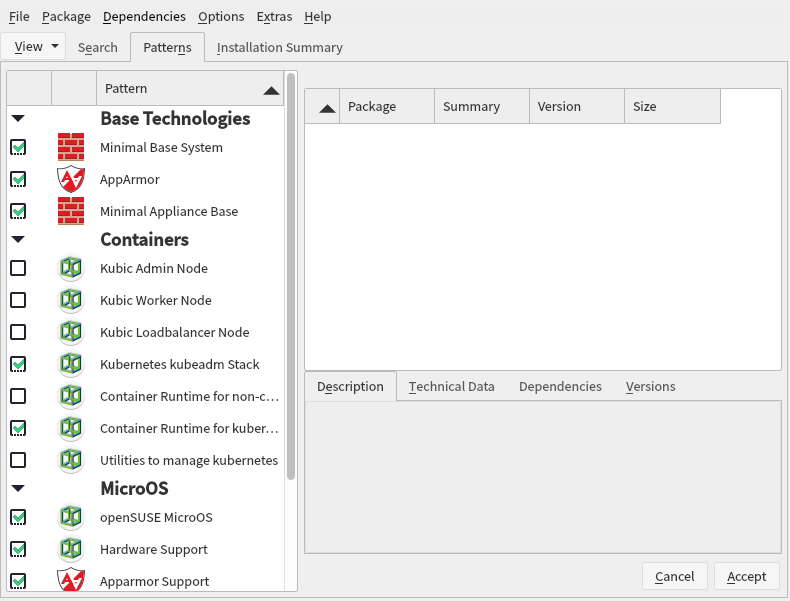 File Package Dependencies Options Extras Help
View Search Patterns Installation Summary
Pattern
Base Technologies
Minimal Base System
AppArmor
Minimal Appliance Base
Containers
Kubic Admin Node
Kubic Worker Node
Kubic Loadbalancer Node
Kubernetes kubeadm Stack
Container Runtime for non-c...
Container Runtime for kuber...
Utilities to manage kubernetes
MicroOS
openSUSE MicroOS
Hardware Support
Apparmor Support
Package Summary Version Size
Description Technical Data Dependencies Versions
Cancel Accept